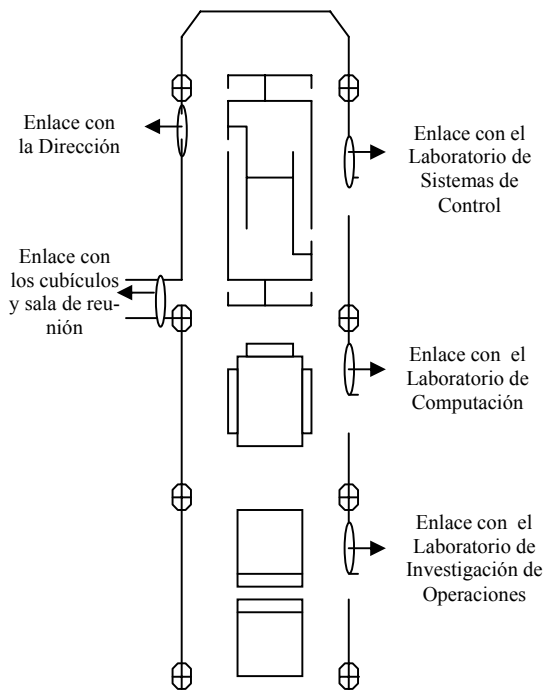 Enlace con
la Dirección
Enlace con el
Laboratorio de
Sistemas de
Control
Enlace con
los cubículos
y sala de reu-
nión
Enlace con  el
Laboratorio de
Computación
Enlace con  el
Laboratorio de
Investigación de
Operaciones